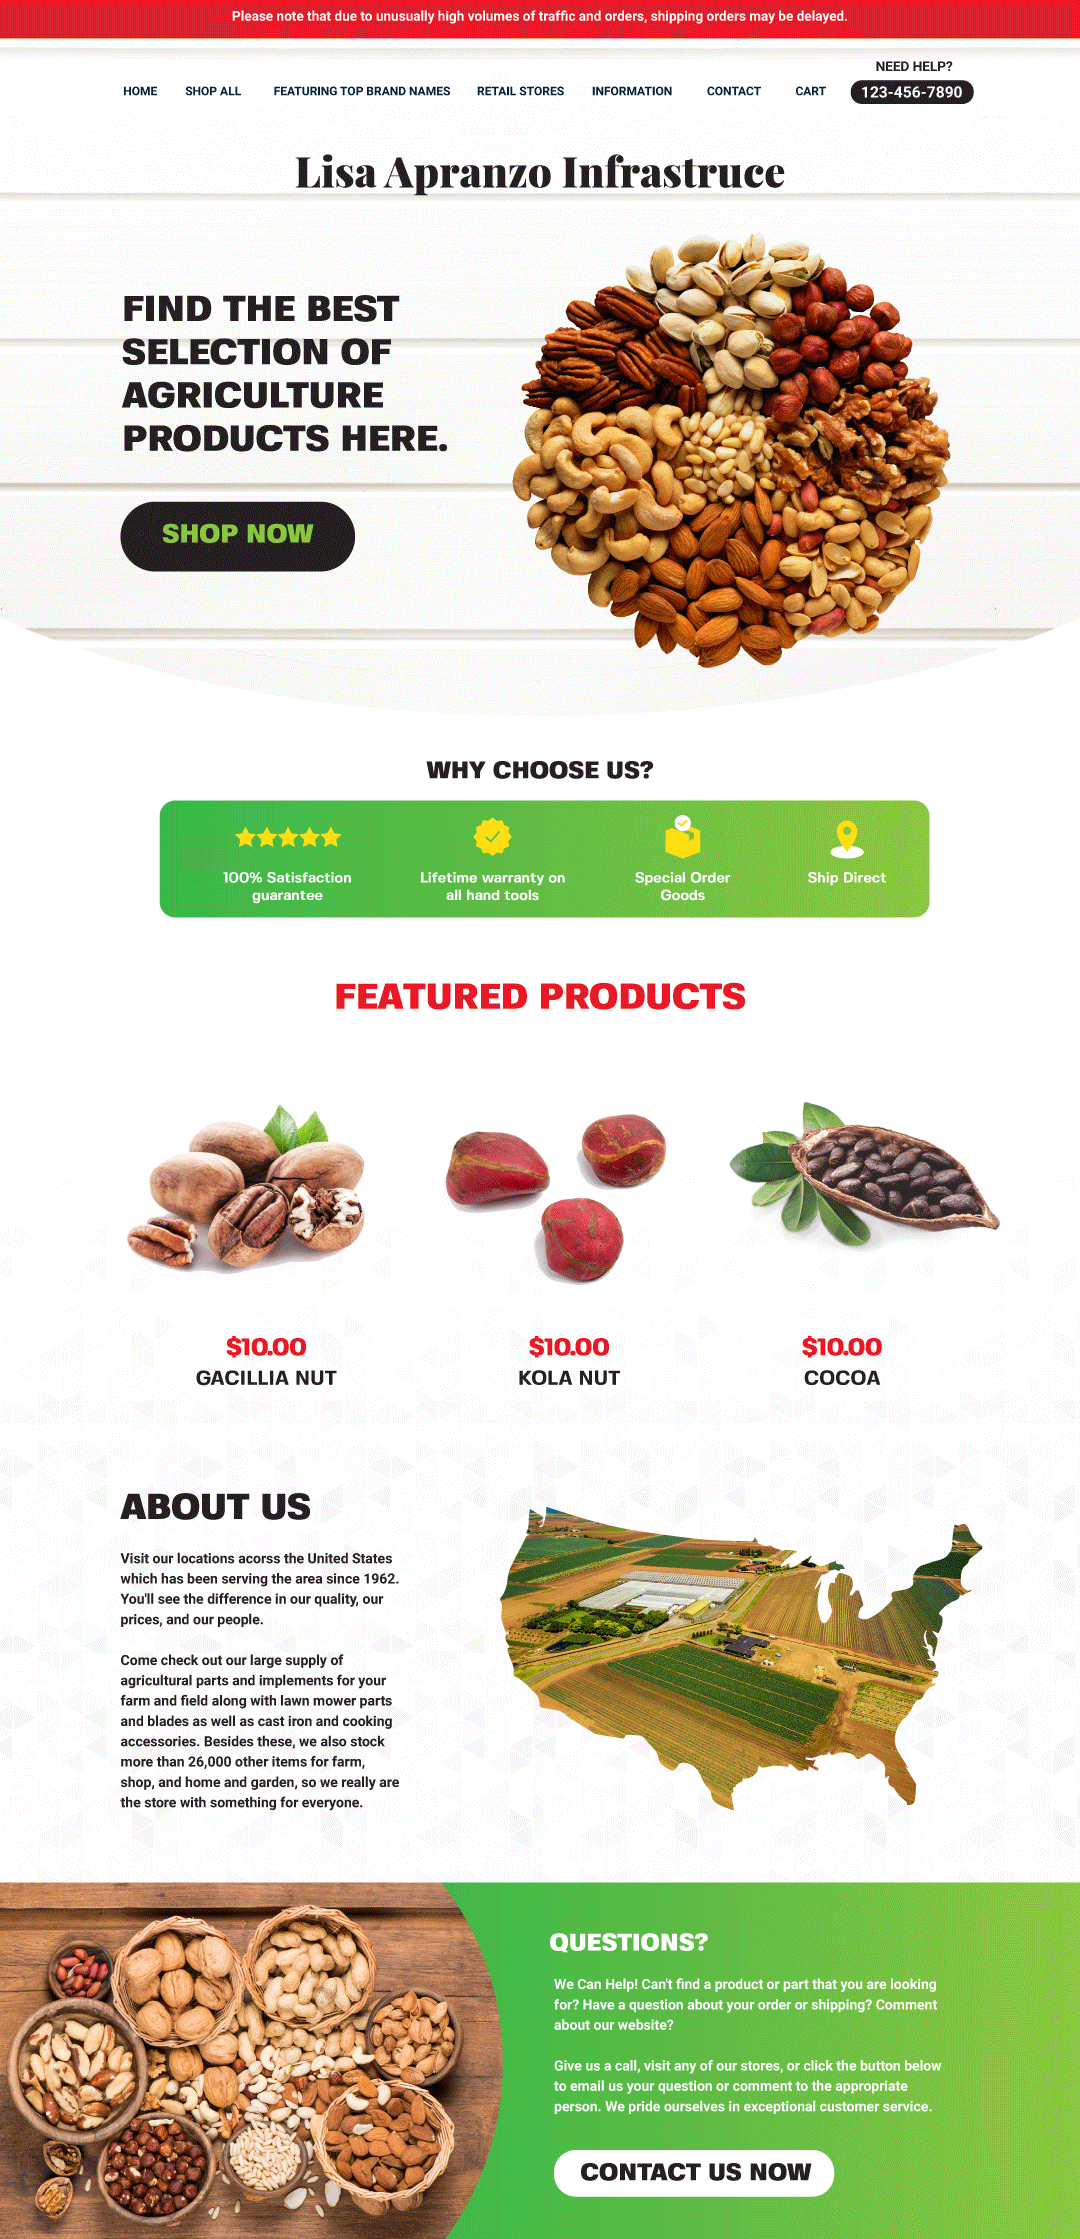 Please note that due to unusually high volumes of traffic and orders, shipping orders may be delayed.
NEED HELP?
HOME SHOP ALL FEATURING TOP BRAND NAMES RETAIL STORES INFORMATION CONTACT CART 123-456-7890
Lisa Apranzo Infrastruce
FIND THE BEST
SELECTION OF
AGRICULTURE
PRODUCTS HERE.
SHOP NOW
WHY CHOOSE US?
100% Satisfaction
guarantee
Lifetime warranty on
all hand tools
Special Order
Goods
Ship Direct
FEATURED PRODUCTS
$10.00
GACILLIA NUT
$10.00
KOLA NUT
$10.00
COCOA
ABOUT US
Visit our locations acorss the United States
which has been serving the area since 1962.
You'll see the difference in our quality, our
prices, and our people.
Come check out our large supply of
agricultural parts and implements for your
farm and field along with lawn mower parts
and blades as well as cast iron and cooking
accessories. Besides these, we also stock
more than 26,000 other items for farm,
shop, and home and garden, so we really are
the store with something for everyone.
QUESTIONS?
We Can Help! Can't find a product or part that you are looking
for? Have a question about your order or shipping? Comment
about our website?
Give us a call, visit any of our stores, or click the button below
to email us your question or comment to the appropriate
person. We pride ourselves in exceptional customer service.
CONTACT US NOW